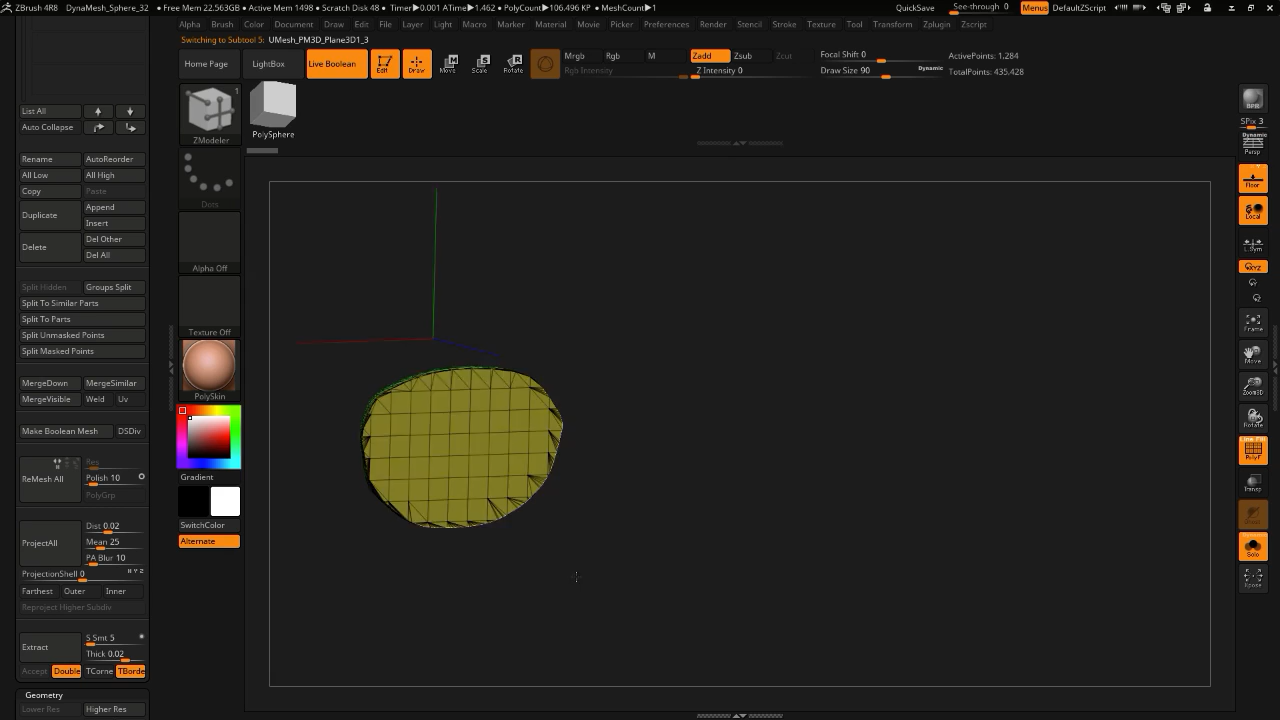 ZBrush 4R8 DynaMesh_Sphere_32 • Free Mem 22.563GB • Active Mem 1498 • Scratch Disk 48 • Timer▶0.001 ATime▶1.462 • PolyCount▶106.496 KP • MeshCount▶1 QuickSave See-through 0 Menus DefaultZScript
Alpha Brush Color Document Draw Edit File Layer Light Macro Marker Material Movie Picker Preferences Render Stencil Stroke Texture Tool Transform Zplugin Zscript
Switching to Subtool 5: UMesh_PM3D_Plane3D1_3
Home Page LightBox Live Boolean Edit Draw Move Scale Rotate Mrgb Rgb M Zadd Zsub Zcut Focal Shift 0 ActivePoints: 1,284
Rgb Intensity Z Intensity 0 Draw Size 90 Dynamic TotalPoints: 435,428
List All
Auto Collapse
Rename AutoReorder
All Low All High
Copy Paste
Duplicate Append
Insert
Delete Del Other
Del All
Split Hidden Groups Split
Split To Similar Parts
Split To Parts
Split Unmasked Points
Split Masked Points
MergeDown MergeSimilar
MergeVisible Weld Uv
Make Boolean Mesh DSDiv
ReMesh All Res
Polish 10
PolyGrp
ProjectAll Dist 0.02
Mean 25
PA Blur 10
ProjectionShell 0 X Y Z
Farthest Outer Inner
Reproject Higher Subdiv
Extract S Smt 5
Thick 0.02
Accept Double TCorne TBorde
Geometry
Lower Res Higher Res
1
ZModeler
PolySphere
Dots
Alpha Off
Texture Off
PolySkin
Gradient
SwitchColor
Alternate
BPR
SPix 3
Dynamic
Persp
Floor
Local
L.Sym
XYZ
Frame
Move
Zoom3D
Rotate
Line Fill
PolyF
Transp
Solo
Xpose